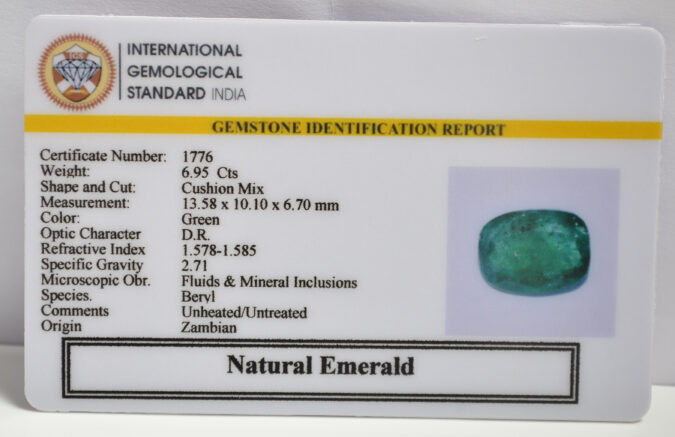 IGS
INTERNATIONAL
GEMOLOGICAL
STANDARD INDIA
GEMSTONE IDENTIFICATION REPORT
Certificate Number: 1776
Weight: 6.95 Cts
Shape and Cut: Cushion Mix
Measurement: 13.58 x 10.10 x 6.70 mm
Color: Green
Optic Character D.R.
Refractive Index 1.578-1.585
Specific Gravity 2.71
Microscopic Obr. Fluids & Mineral Inclusions
Species. Beryl
Comments Unheated/Untreated
Origin Zambian
Natural Emerald